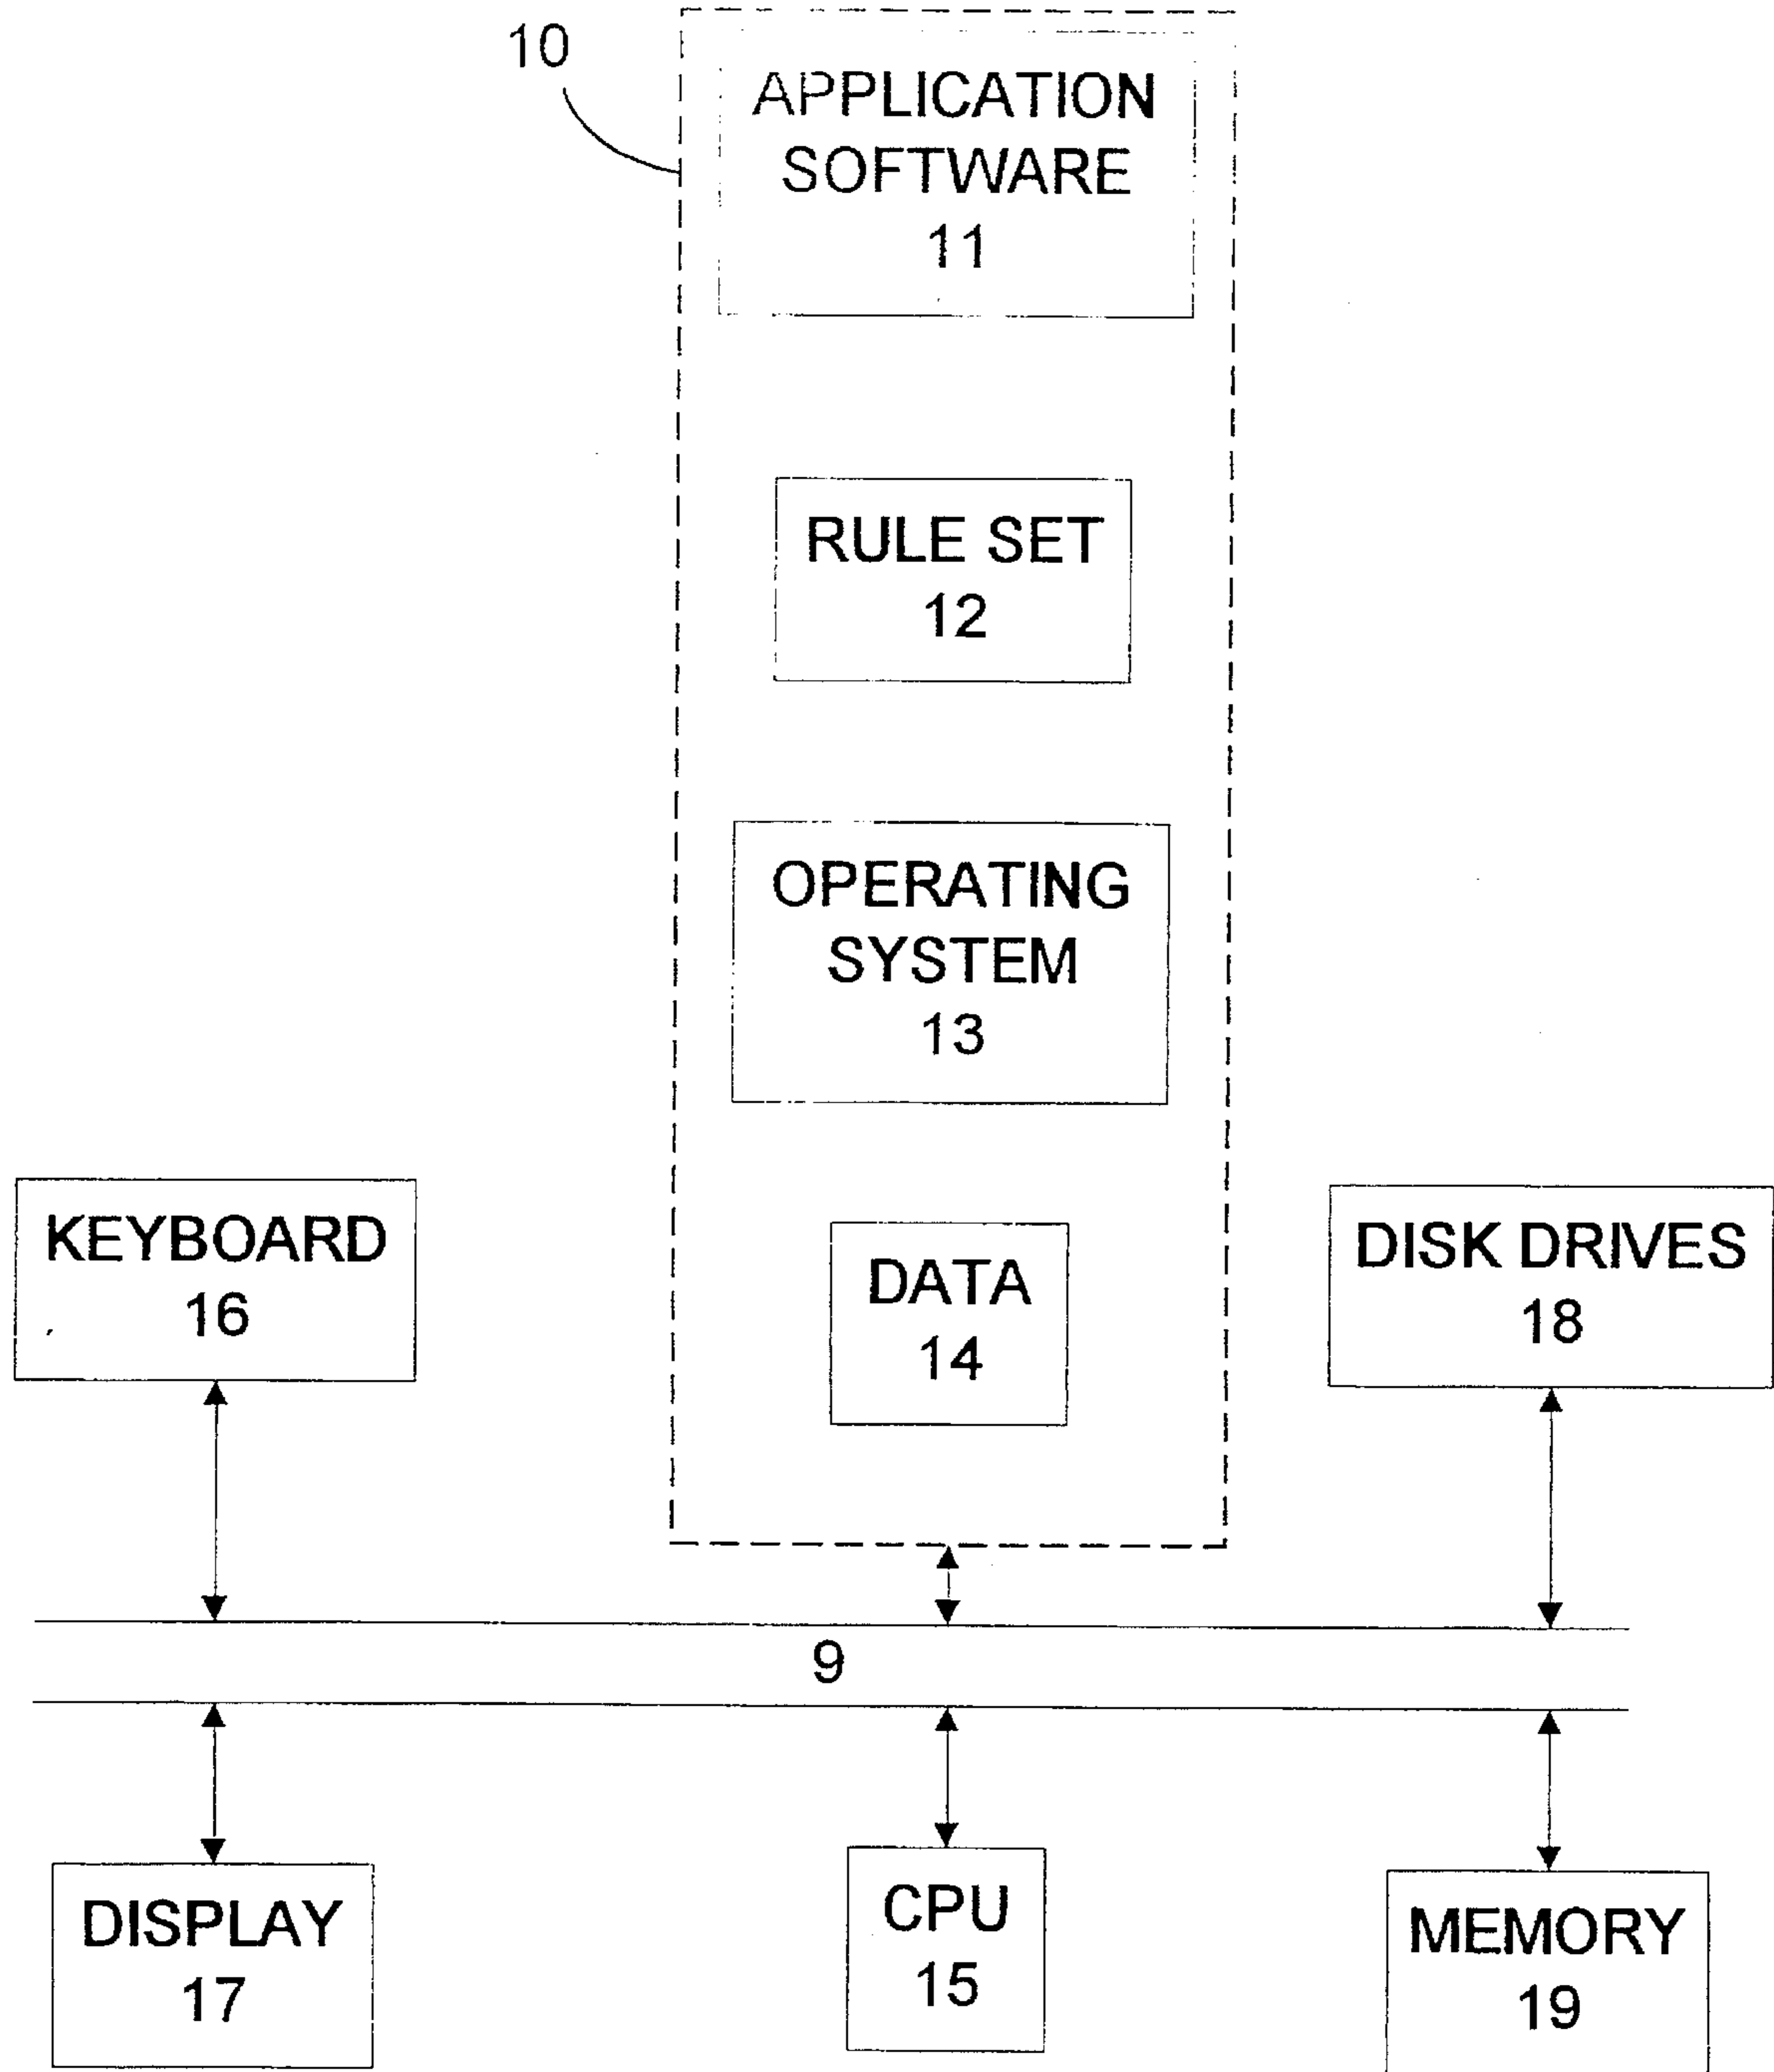 10
APPLICATION
SOFTWARE
11
RULE SET
12
OPERATING
SYSTEM
13
KEYBOARD
16
DATA
14
DISK DRIVES
18
9
DISPLAY
17
CPU
15
MEMORY
19